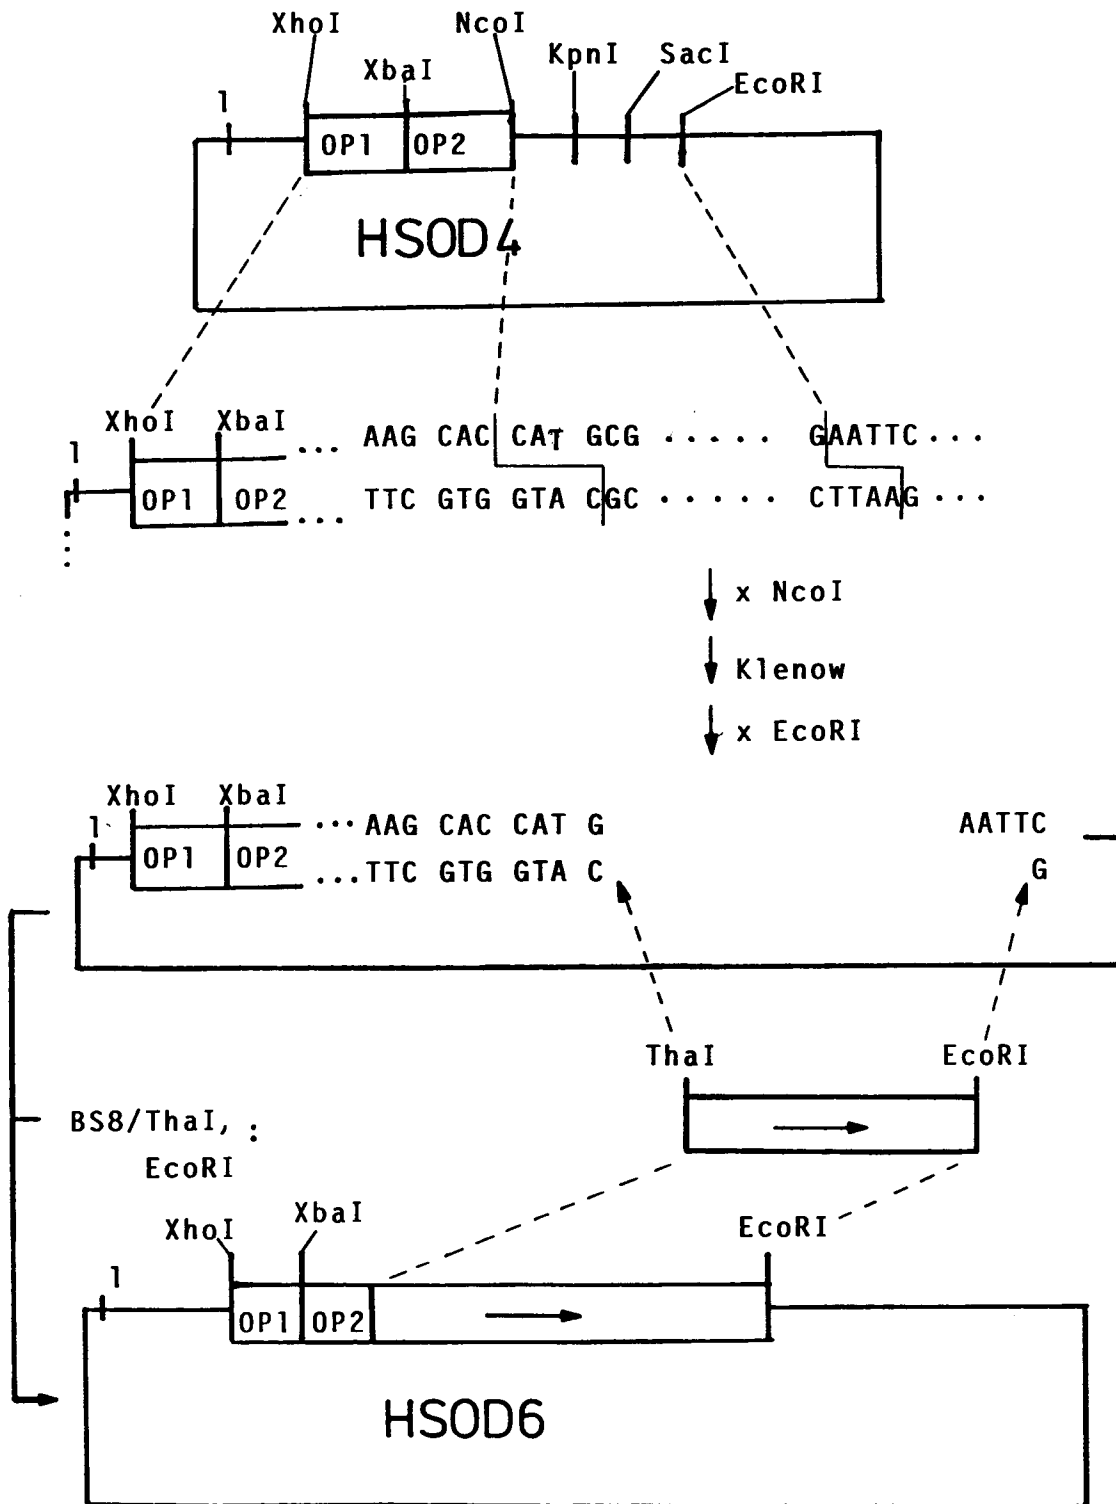 XhoI NcoI
XbaI KpnI SacI
EcoRI
1
OP1 OP2
HSOD4
XhoI XbaI
1
... AAG CAC CAT GCG ..... GAATTC...
OP1 OP2
... TTC GTG GTA CGC ..... CTTAAG...
x NcoI
Klenow
x EcoRI
XhoI XbaI
1
...AAG CAC CAT G AATTC
OP1 OP2
...TTC GTG GTA C G
ThaI EcoRI
BS8/ThaI, :
EcoRI
XhoI XbaI EcoRI
1
OP1 OP2
HSOD6